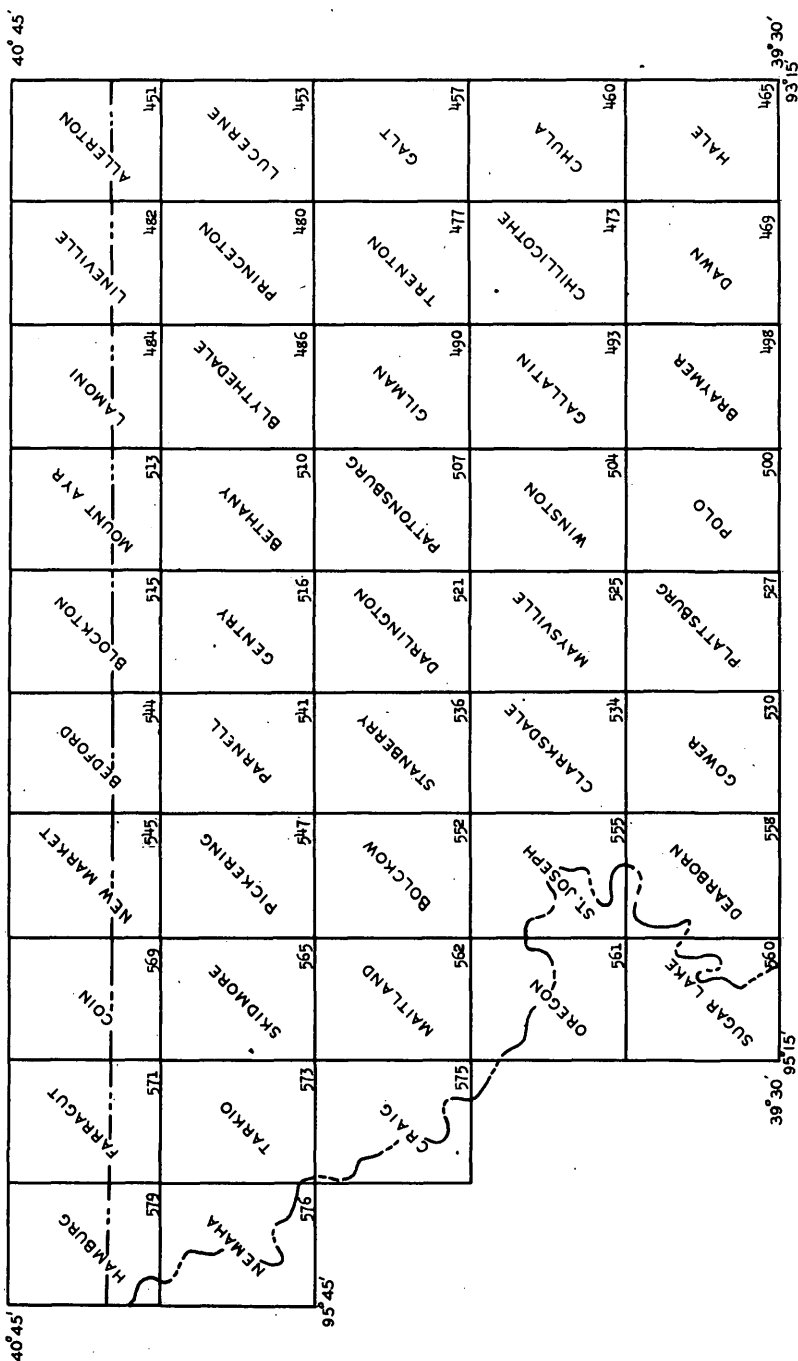 40° 45'
40° 45'
HAMBURG
579
FARRAGUT
571
COIN
569
NEW MARKET
545
BEDFORD
544
BLOCKTON
515
MOUNT AYR
513
LAMONI
484
LINEVILLE
482
ALLERTON
451
NEMAHA
576
TARKIO
573
SKIDMORE
565
PICKERING
547
PARNELL
541
GENTRY
516
BETHANY
510
BLYTHEDALE
486
PRINCETON
480
LUCERNE
453
95° 45'
CRAIG
575
MAITLAND
562
BOLCKOW
552
STANBERRY
536
DARLINGTON
521
PATTONSBURG
507
GILMAN
490
TRENTON
477
GALT
457
OREGON
561
ST. JOSEPH
555
CLARKSDALE
534
MAYSVILLE
525
WINSTON
504
GALLATIN
493
CHILLICOTHE
473
CHULA
460
SUGAR LAKE
560
DEARBORN
558
GOWER
530
PLATTSBURG
527
POLO
500
BRAYMER
498
DAWN
469
HALE
465
39° 30'
95° 15'
39° 30'
93° 15'